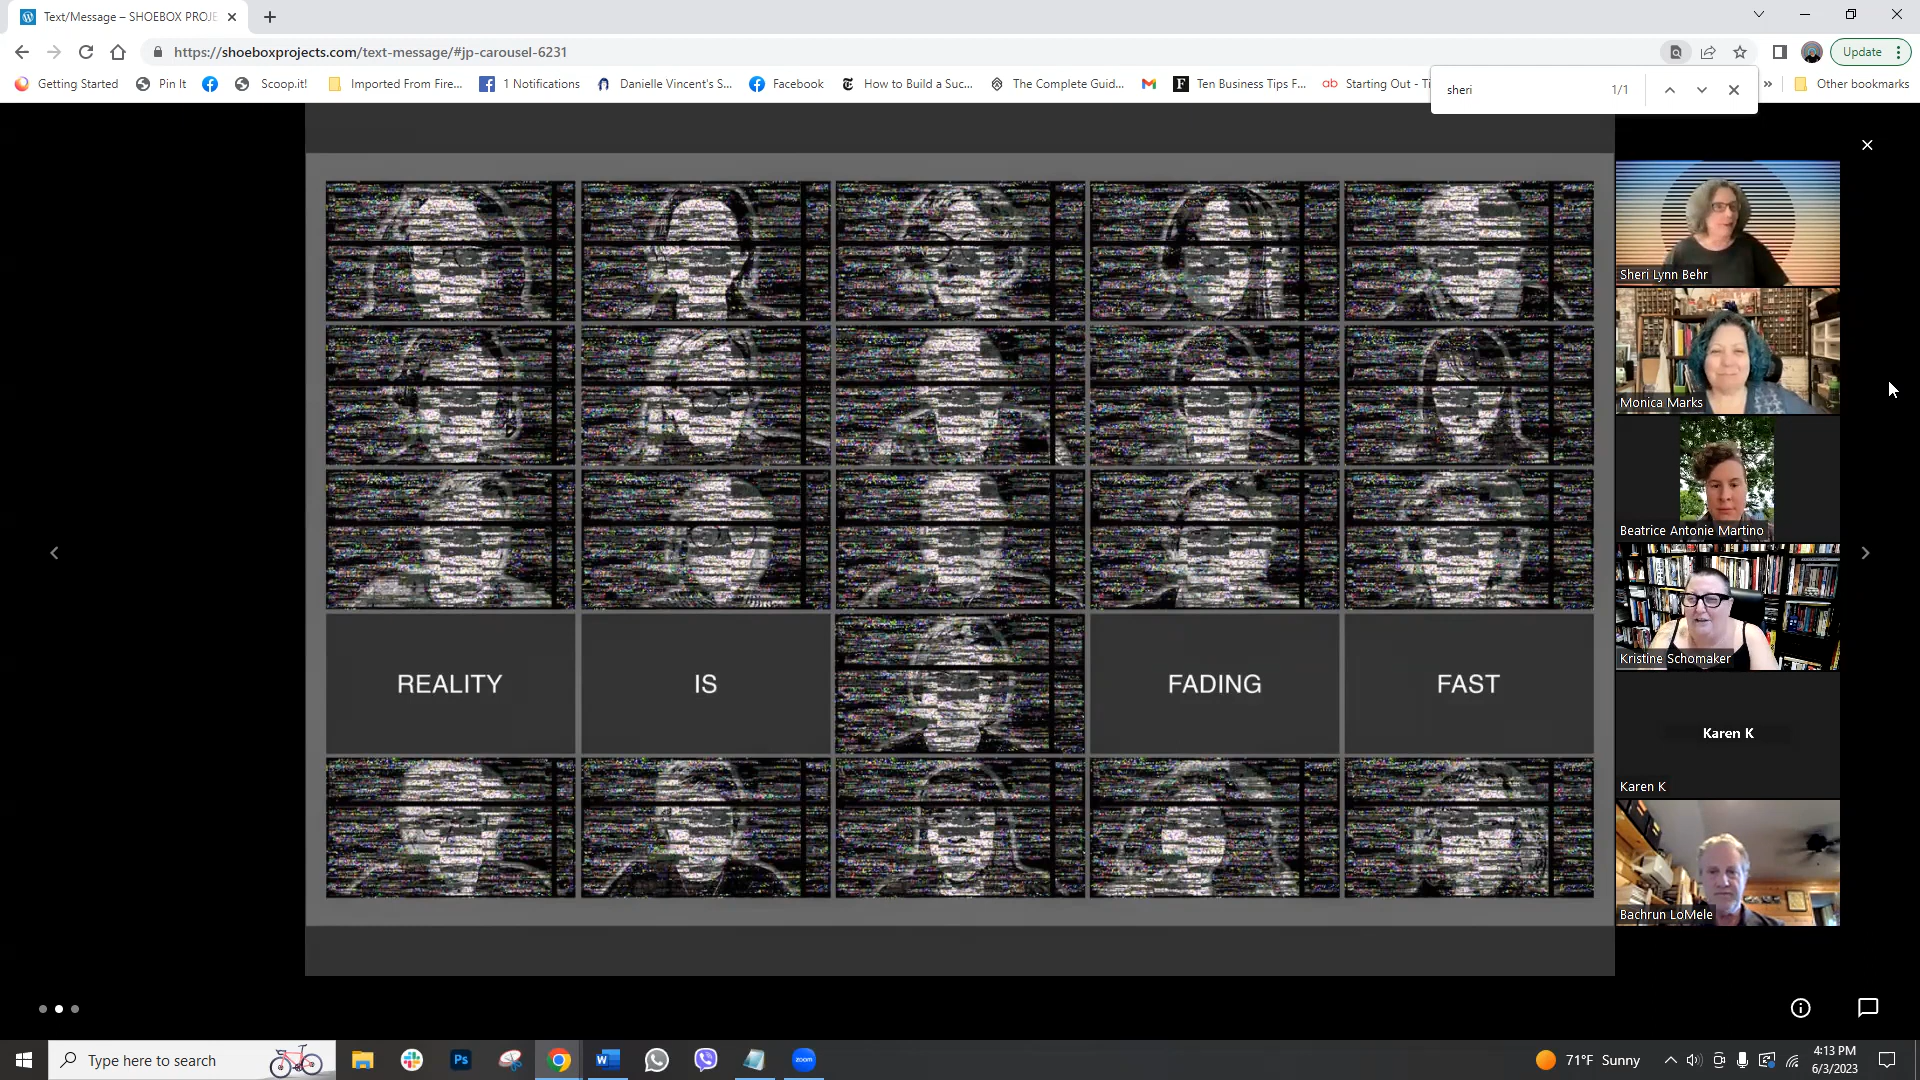 Text/Message – SHOEBOX PROJE
https://shoeboxprojects.com/text-message/#jp-carousel-6231
Update
Getting Started
Pin It
Scoop.it!
Imported From Fire...
1 Notifications
Danielle Vincent's S...
Facebook
How to Build a Suc...
The Complete Guid...
Ten Business Tips F...
Starting Out - Ti
Other bookmarks
sheri
1/1
REALITY
IS
FADING
FAST
Sheri Lynn Behr
Monica Marks
Beatrice Antonie Martino
Kristine Schomaker
Karen K
Karen K
Bachrun LoMele
Type here to search
Ps
zoom
71°F Sunny
4:13 PM
6/3/2023